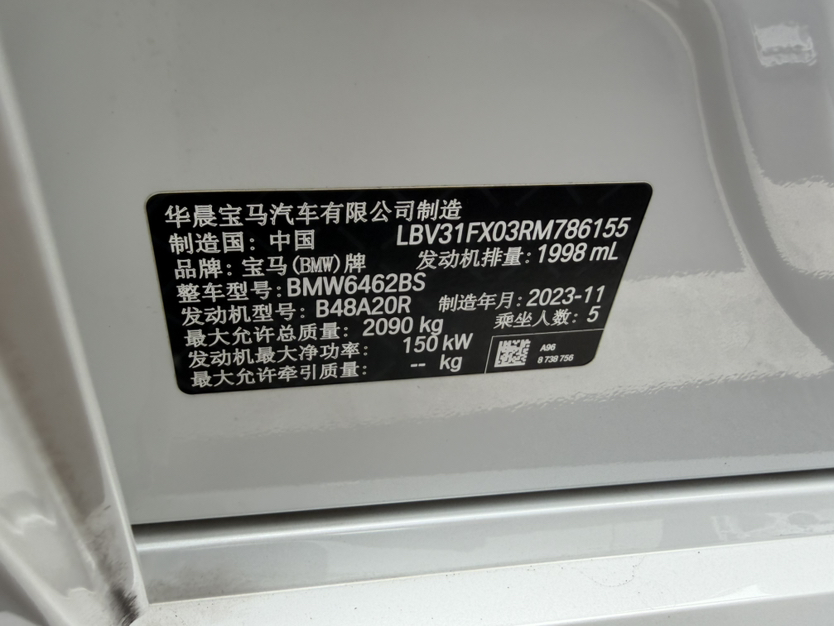 华晨宝马汽车有限公司制造
制造国: 中国 LBV31FX03RM786155
品牌: 宝马(BMW)牌 发动机排量: 1998 mL
整车型号: BMW6462BS
发动机型号: B48A20R 制造年月: 2023-11
最大允许总质量: 2090 kg 乘坐人数: 5
发动机最大净功率: 150 kW
最大允许牵引质量: -- kg
A96
8 738 756